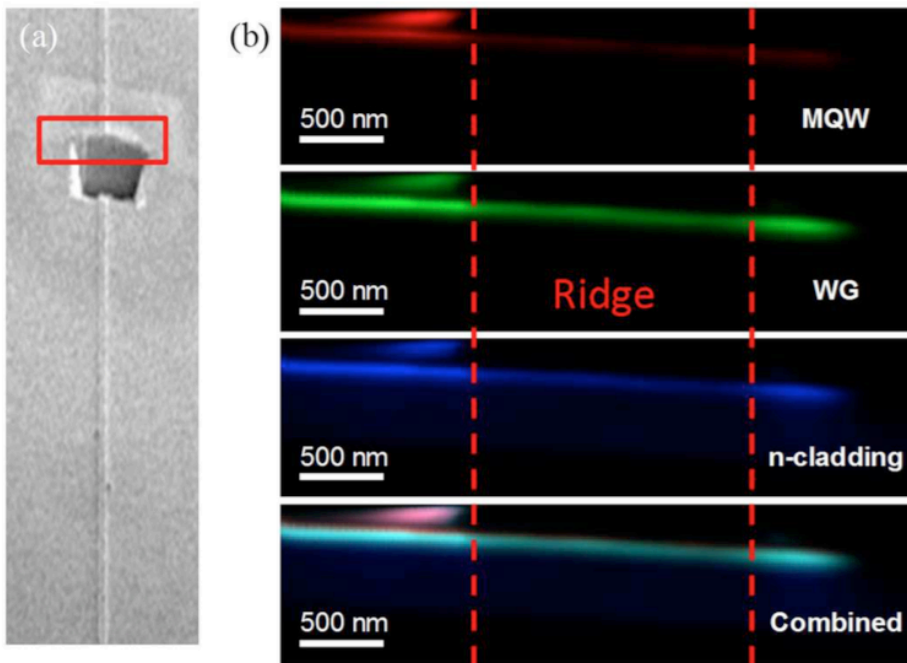 (a)
(b)
500 nm
MQW
500 nm
Ridge
WG
500 nm
n-cladding
500 nm
Combined